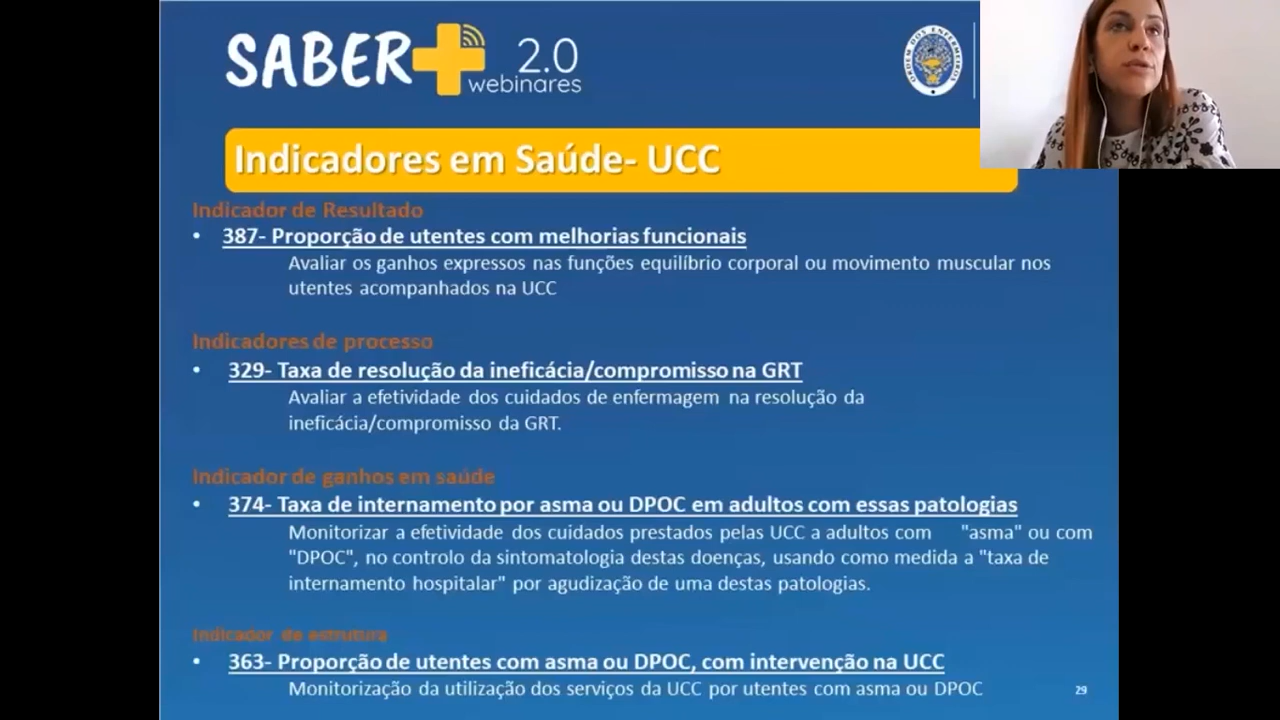 SABER+ 2.0
webinares
ORDEM DOS ENFERMEIROS
Indicadores em Saúde- UCC
Indicador de Resultado
• 387- Proporção de utentes com melhorias funcionais
Avaliar os ganhos expressos nas funções equilíbrio corporal ou movimento muscular nos
utentes acompanhados na UCC
Indicadores de processo
• 329- Taxa de resolução da ineficácia/compromisso na GRT
Avaliar a efetividade dos cuidados de enfermagem na resolução da
ineficácia/compromisso da GRT.
Indicador de ganhos em saúde
• 374- Taxa de internamento por asma ou DPOC em adultos com essas patologias
Monitorizar a efetividade dos cuidados prestados pelas UCC a adultos com "asma" ou com
"DPOC", no controlo da sintomatologia destas doenças, usando como medida a "taxa de
internamento hospitalar" por agudização de uma destas patologias.
Indicador de estrutura
• 363- Proporção de utentes com asma ou DPOC, com intervenção na UCC
Monitorização da utilização dos serviços da UCC por utentes com asma ou DPOC
29